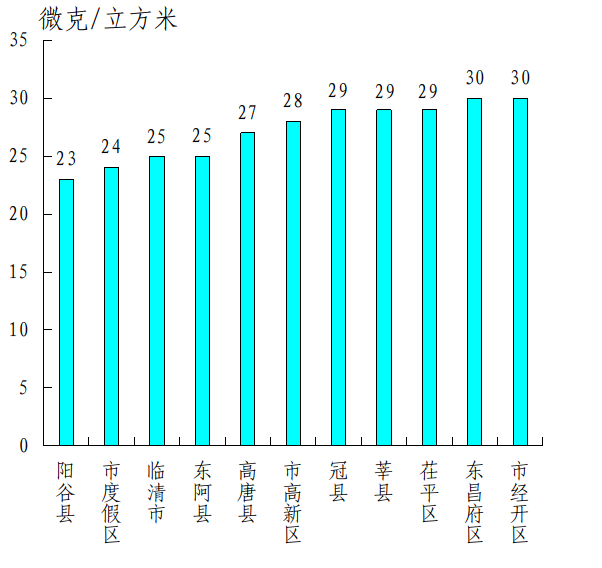 微克/立方米
35
30
25
20
15
10
5
0
23
24
25
25
27
28
29
29
29
30
30
阳谷县
市度假区
临清市
东阿县
高唐县
市高新区
冠县
莘县
茌平区
东昌府区
市经开区